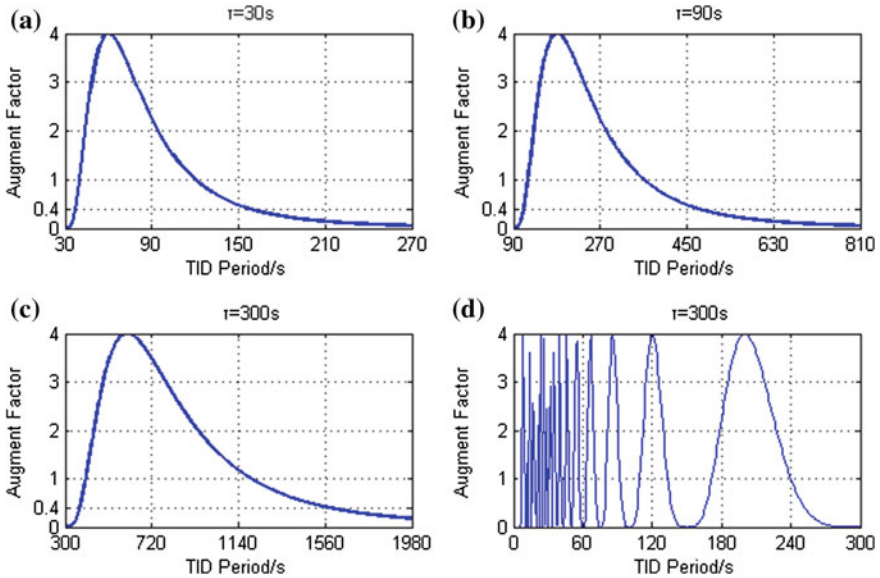 (a)
τ=30s
Augment Factor
4
3
2
1
0.4
0
30 90 150 210 270
TID Period/s
(b)
τ=90s
Augment Factor
4
3
2
1
0.4
0
90 270 450 630 810
TID Period/s
(c)
τ=300s
Augment Factor
4
3
2
1
0.4
0
300 720 1140 1560 1980
TID Period/s
(d)
τ=300s
Augment Factor
4
3
2
1
0
0 60 120 180 240 300
TID Period/s